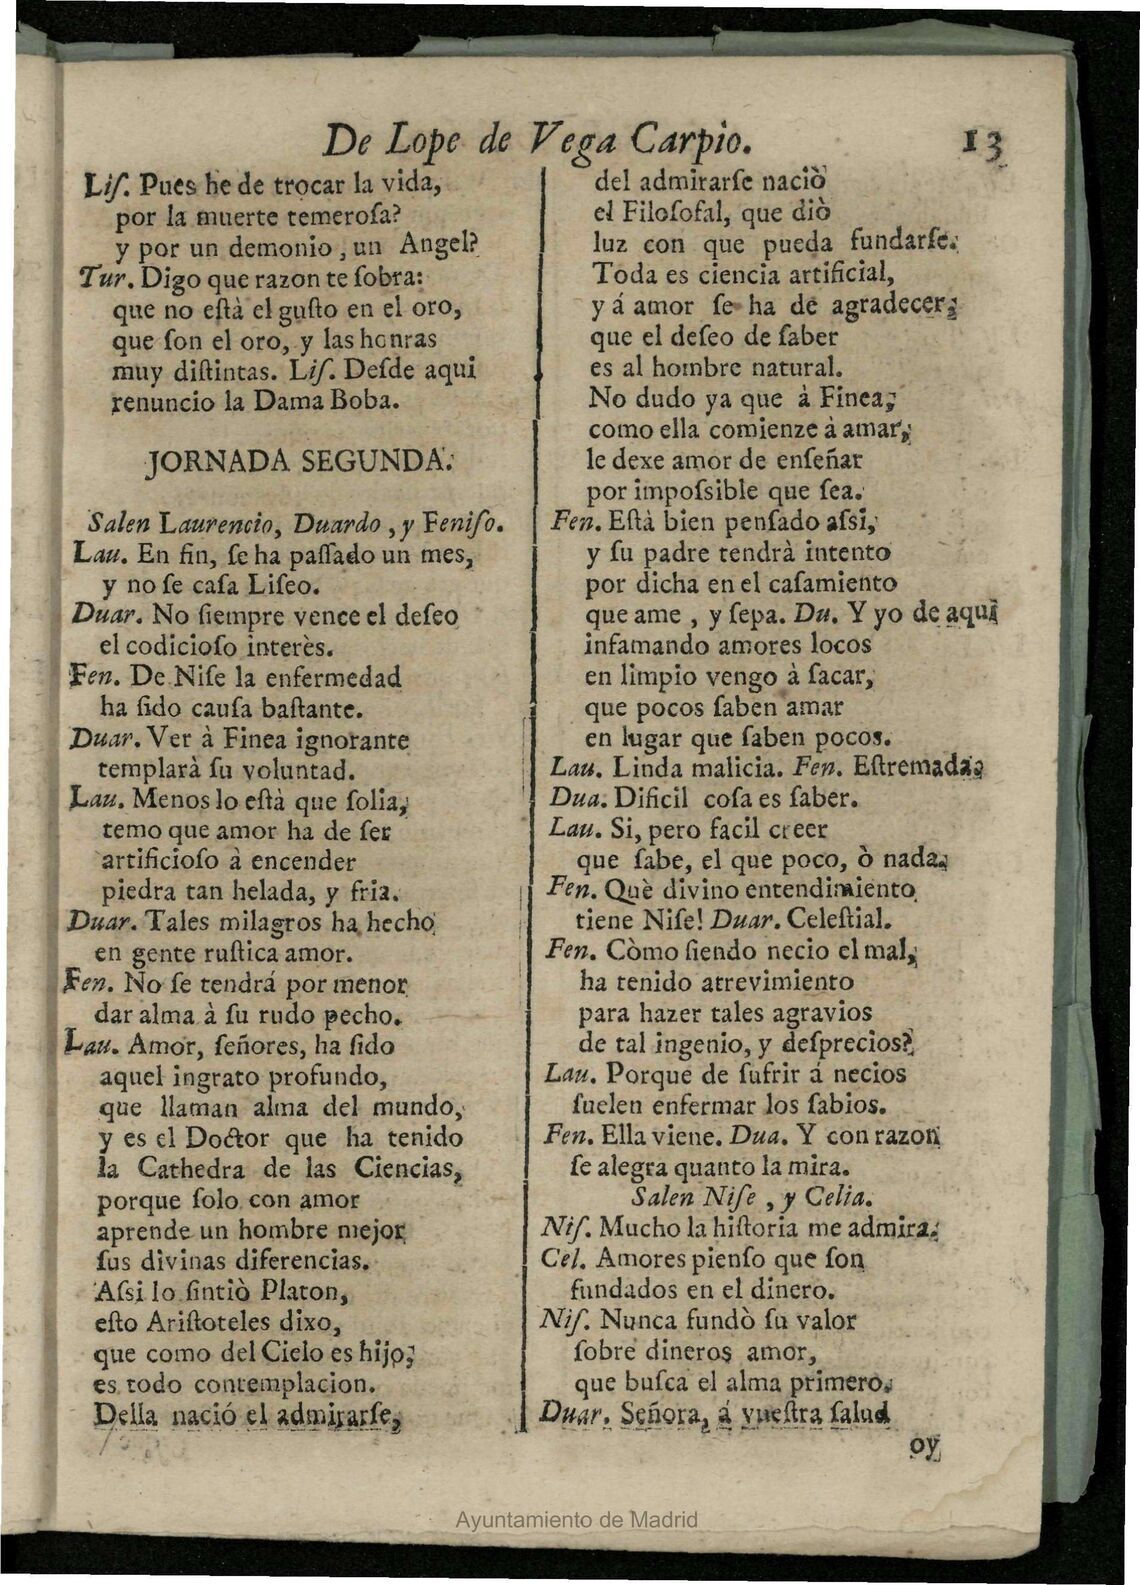 De Lope de Vega Carpio. 13
Liſ. Pues he de trocar la vida,
por la muerte temeroſa?
y por un demonio, un Angel?
Tur. Digo que razon te ſobra:
que no eſtà el guſto en el oro,
que ſon el oro, y las honras
muy diſtintas. Liſ. Deſde aqui
renuncio la Dama Boba.
JORNADA SEGUNDA.
Salen Laurencio, Duardo, y Feniſo.
Lau. En fin, ſe ha paſſado un mes,
y no ſe caſa Liſeo.
Duar. No ſiempre vence el deſeo
el codicioſo interès.
Fen. De Niſe la enfermedad
ha ſido cauſa baſtante.
Duar. Ver à Finea ignorante
templarà ſu voluntad.
Lau. Menos lo eſtà que ſolia,
temo que amor ha de ſer
artificioſo à encender
piedra tan helada, y fria.
Duar. Tales milagros ha hecho
en gente ruſtica amor.
Fen. No ſe tendrá por menor
dar alma à ſu rudo pecho.
Lau. Amor, ſeñores, ha ſido
aquel ingrato profundo,
que llaman alma del mundo,
y es el Doctor que ha tenido
la Cathedra de las Ciencias,
porque ſolo con amor
aprende un hombre mejor
ſus divinas diferencias.
Aſsi lo ſintiò Platon,
eſto Ariſtoteles dixo,
que como del Cielo es hijo,
es todo contemplacion.
Della nació el admirarſe,
del admirarſe naciò
el Filoſofal, que diò
luz con que pueda fundarſe.
Toda es ciencia artificial,
y á amor ſe ha de agradecer;
que el deſeo de ſaber
es al hombre natural.
No dudo ya que à Finea,
como ella comienze à amar,
le dexe amor de enſeñar
por impoſsible que ſea.
Fen. Eſtà bien penſado aſsi,
y ſu padre tendrà intento
por dicha en el caſamiento
que ame, y ſepa. Du. Y yo de aqui
infamando amores locos
en limpio vengo à ſacar,
que pocos ſaben amar
en lugar que ſaben pocos.
Lau. Linda malicia. Fen. Eſtremada.
Dua. Dificil coſa es ſaber.
Lau. Si, pero facil creer
que ſabe, el que poco, ò nada.
Fen. Què divino entendimiento
tiene Niſe! Duar. Celeſtial.
Fen. Còmo ſiendo necio el mal,
ha tenido atrevimiento
para hazer tales agravios
de tal ingenio, y deſprecios?
Lau. Porque de ſufrir á necios
ſuelen enfermar los ſabios.
Fen. Ella viene. Dua. Y con razon
ſe alegra quanto la mira.
Salen Niſe, y Celia.
Niſ. Mucho la hiſtoria me admira.
Cel. Amores pienſo que ſon
fundados en el dinero.
Niſ. Nunca fundò ſu valor
ſobre dineros amor,
que buſca el alma primero.
Duar. Señora, á vueſtra ſalud
oy
Ayuntamiento de Madrid